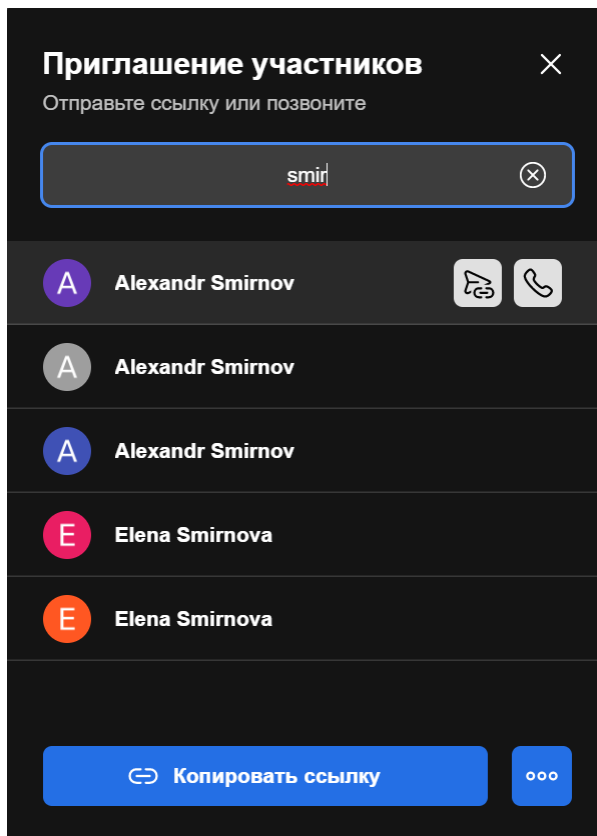 Приглашение участников
Отправьте ссылку или позвоните
smir
A Alexandr Smirnov
A Alexandr Smirnov
A Alexandr Smirnov
E Elena Smirnova
E Elena Smirnova
Копировать ссылку